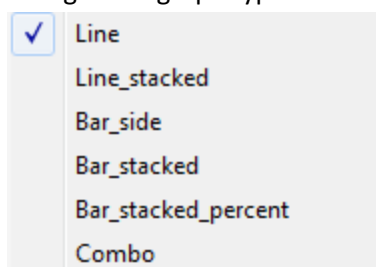 Line
Line_stacked
Bar_side
Bar_stacked
Bar_stacked_percent
Combo